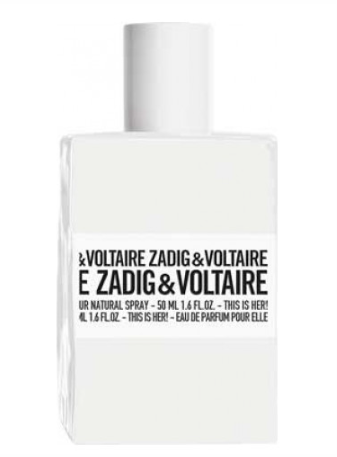 &VOLTAIRE ZADIG&VOLTAIRE
E ZADIG&VOLTAIRE
UR NATURAL SPRAY - 50 ML 1.6 FL.OZ. - THIS IS HER!
ML 1.6 FL.OZ. - THIS IS HER! - EAU DE PARFUM POUR ELLE